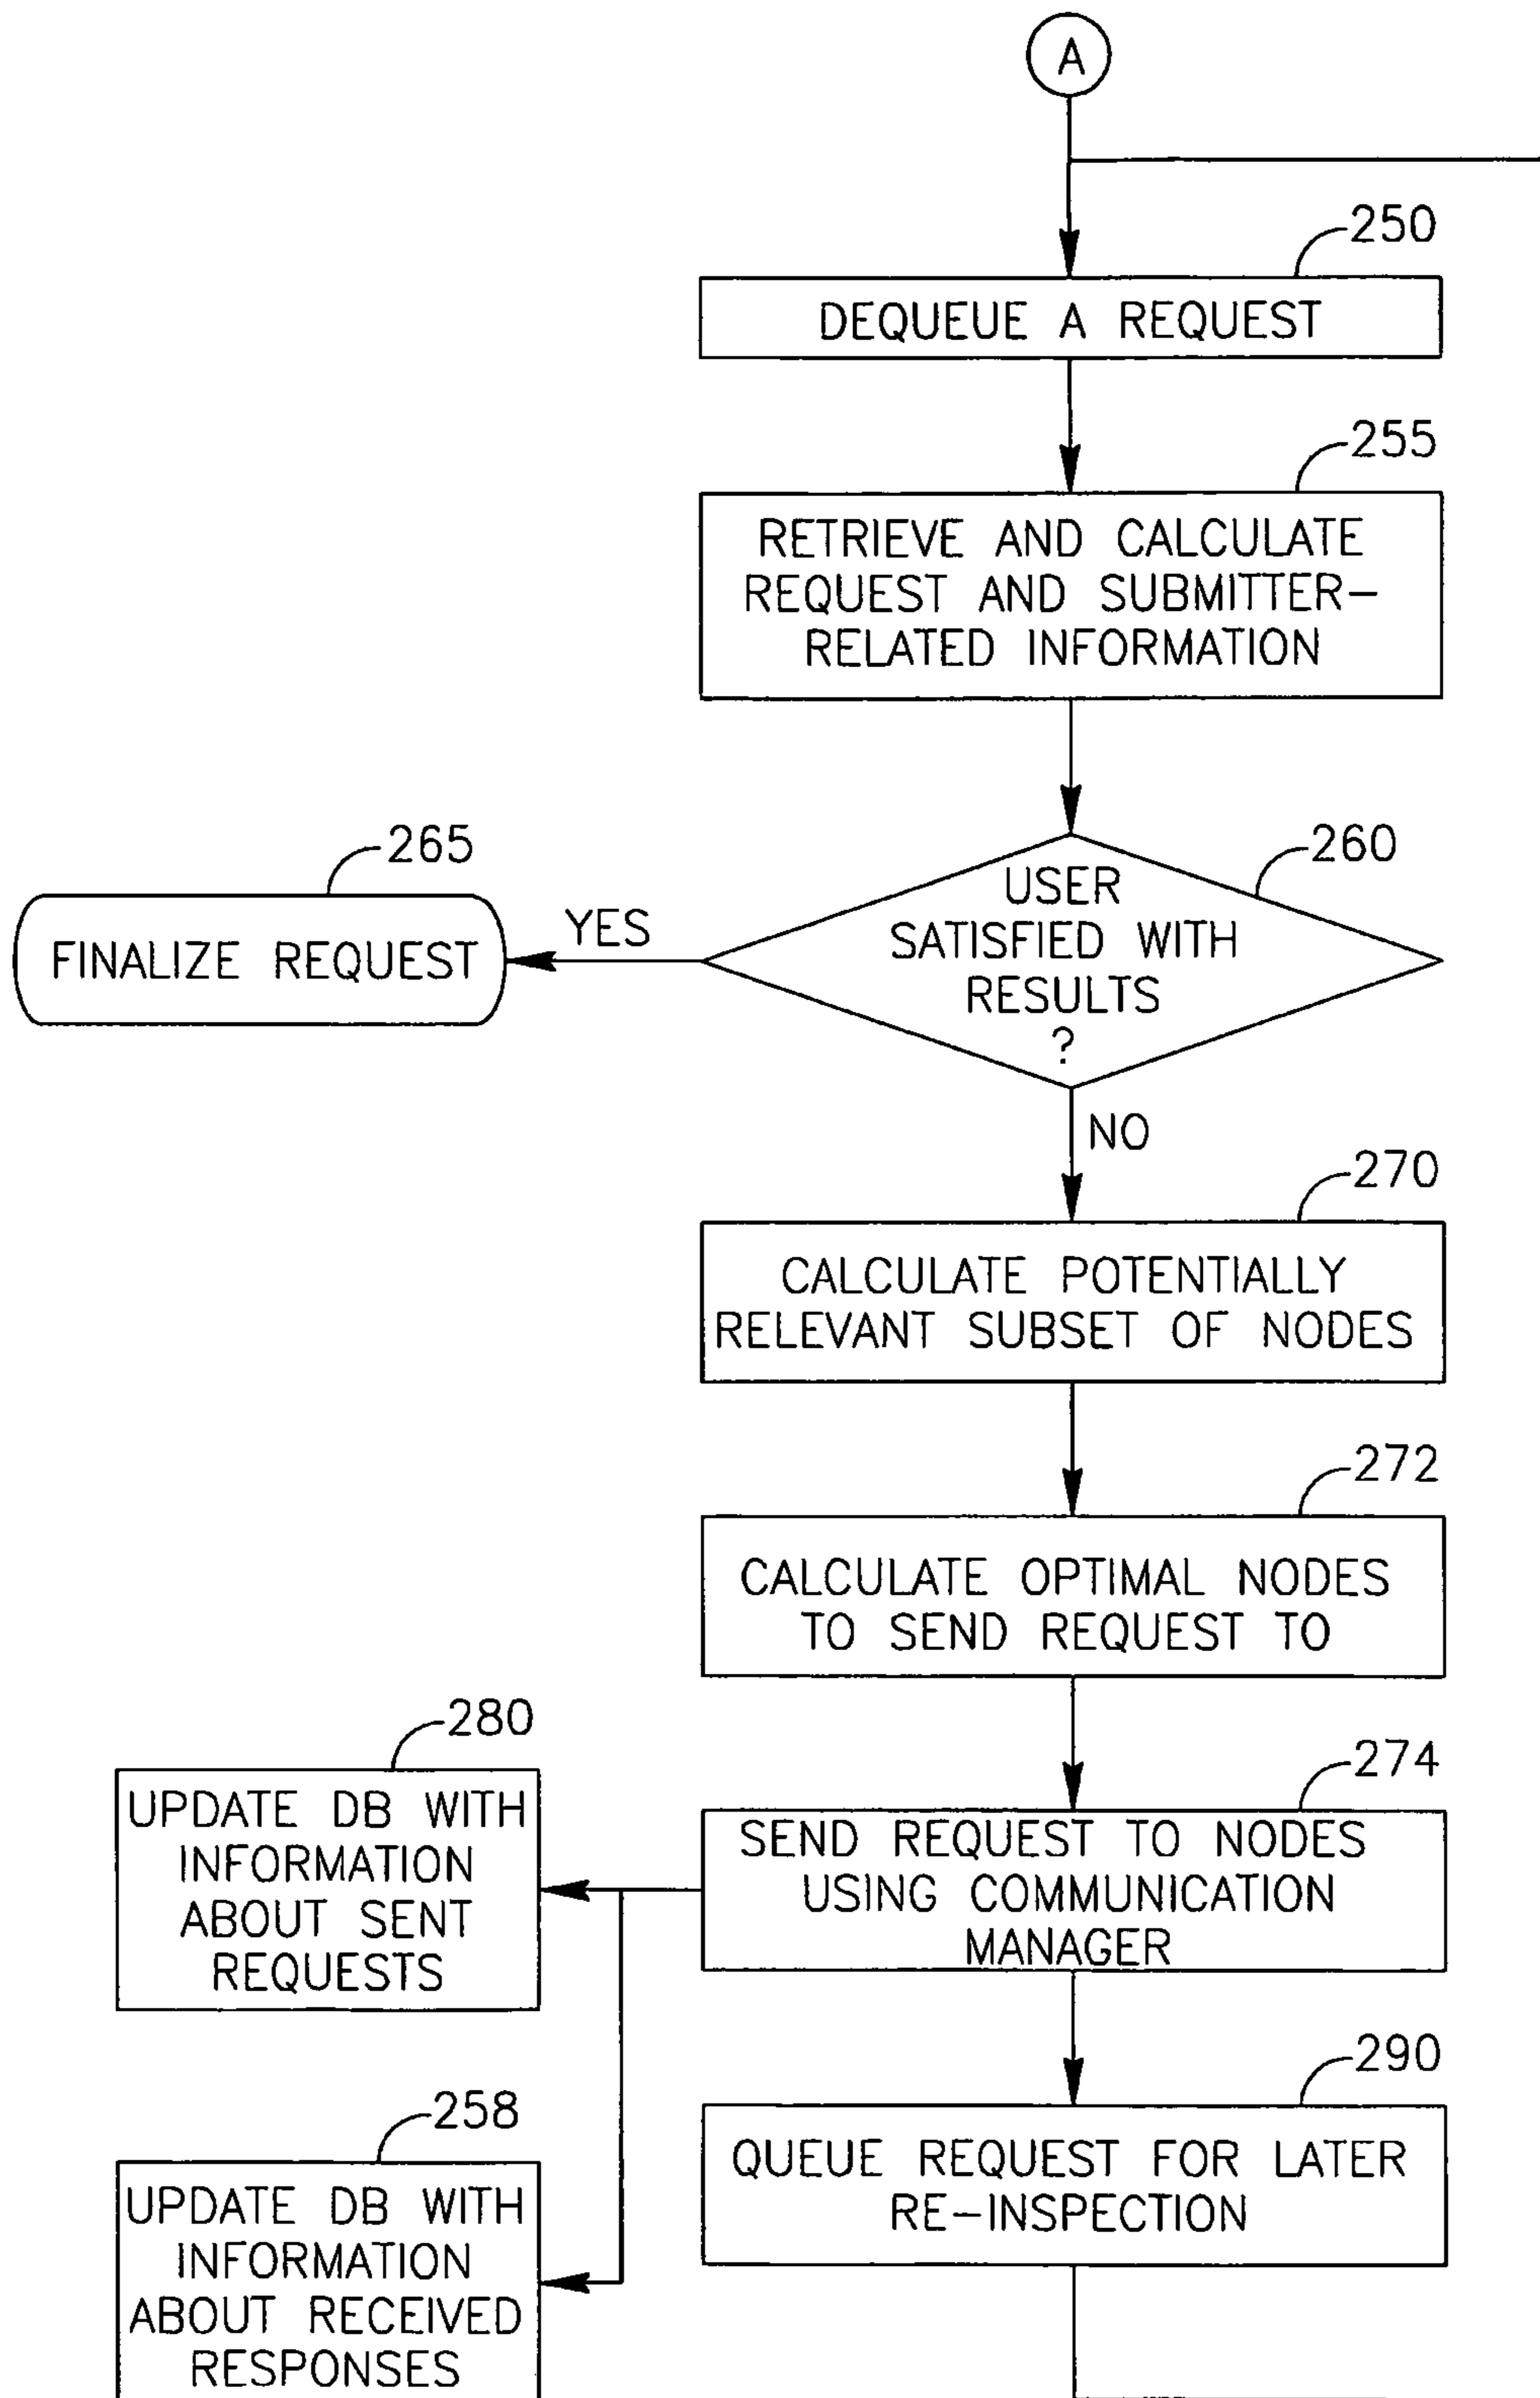 A
250
DEQUEUE A REQUEST
255
RETRIEVE AND CALCULATE
REQUEST AND SUBMITTER-
RELATED INFORMATION
265
260
FINALIZE REQUEST
YES
USER
SATISFIED WITH
RESULTS
?
NO
270
CALCULATE POTENTIALLY
RELEVANT SUBSET OF NODES
272
CALCULATE OPTIMAL NODES
TO SEND REQUEST TO
280
UPDATE DB WITH
INFORMATION
ABOUT SENT
REQUESTS
274
SEND REQUEST TO NODES
USING COMMUNICATION
MANAGER
258
UPDATE DB WITH
INFORMATION
ABOUT RECEIVED
RESPONSES
290
QUEUE REQUEST FOR LATER
RE-INSPECTION